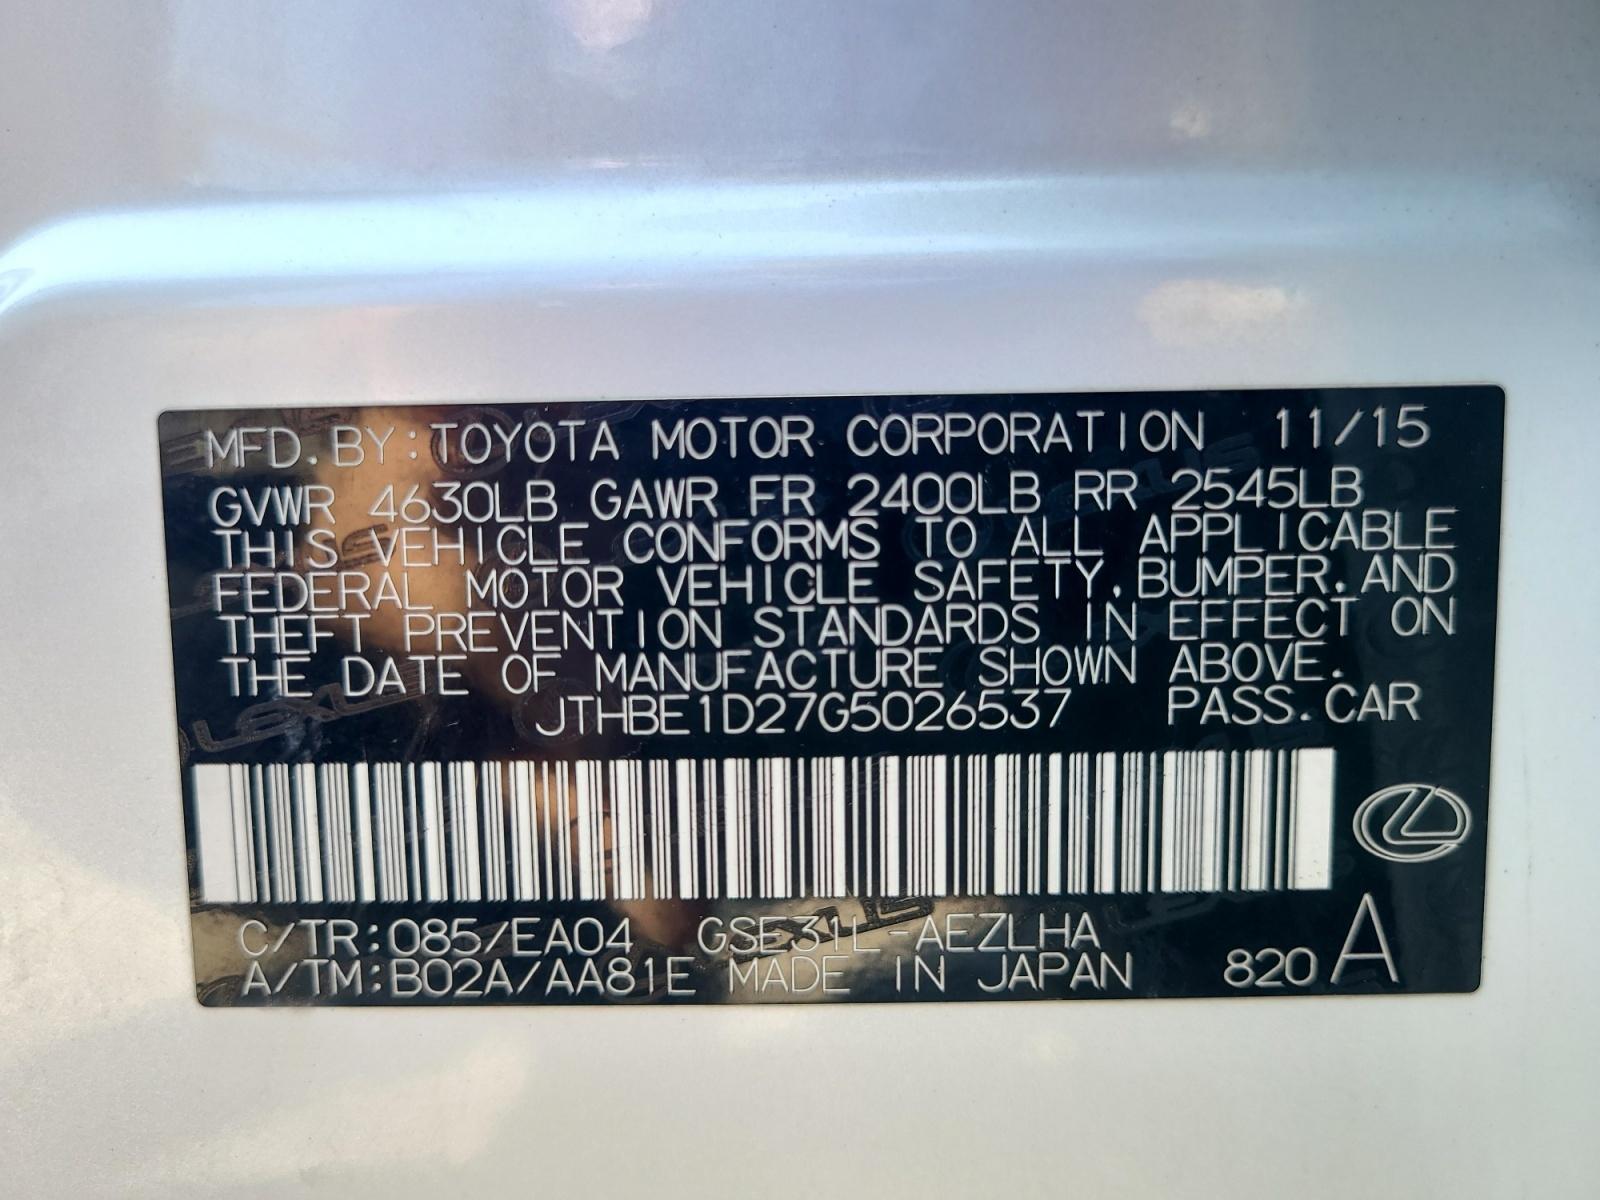 MFD. BY: TOYOTA MOTOR CORPORATION 11/15
GVWR 4630LB GAWR FR 2400LB RR 2545LB
THIS VEHICLE CONFORMS TO ALL APPLICABLE
FEDERAL MOTOR VEHICLE SAFETY, BUMPER, AND
THEFT PREVENTION STANDARDS IN EFFECT ON
THE DATE OF MANUFACTURE SHOWN ABOVE.
JTHBE1D27G5026537 PASS. CAR
C/TR: 085/EA04 GSE31L-AEZLHA
A/TM: B02A/AA81E MADE IN JAPAN 820 A